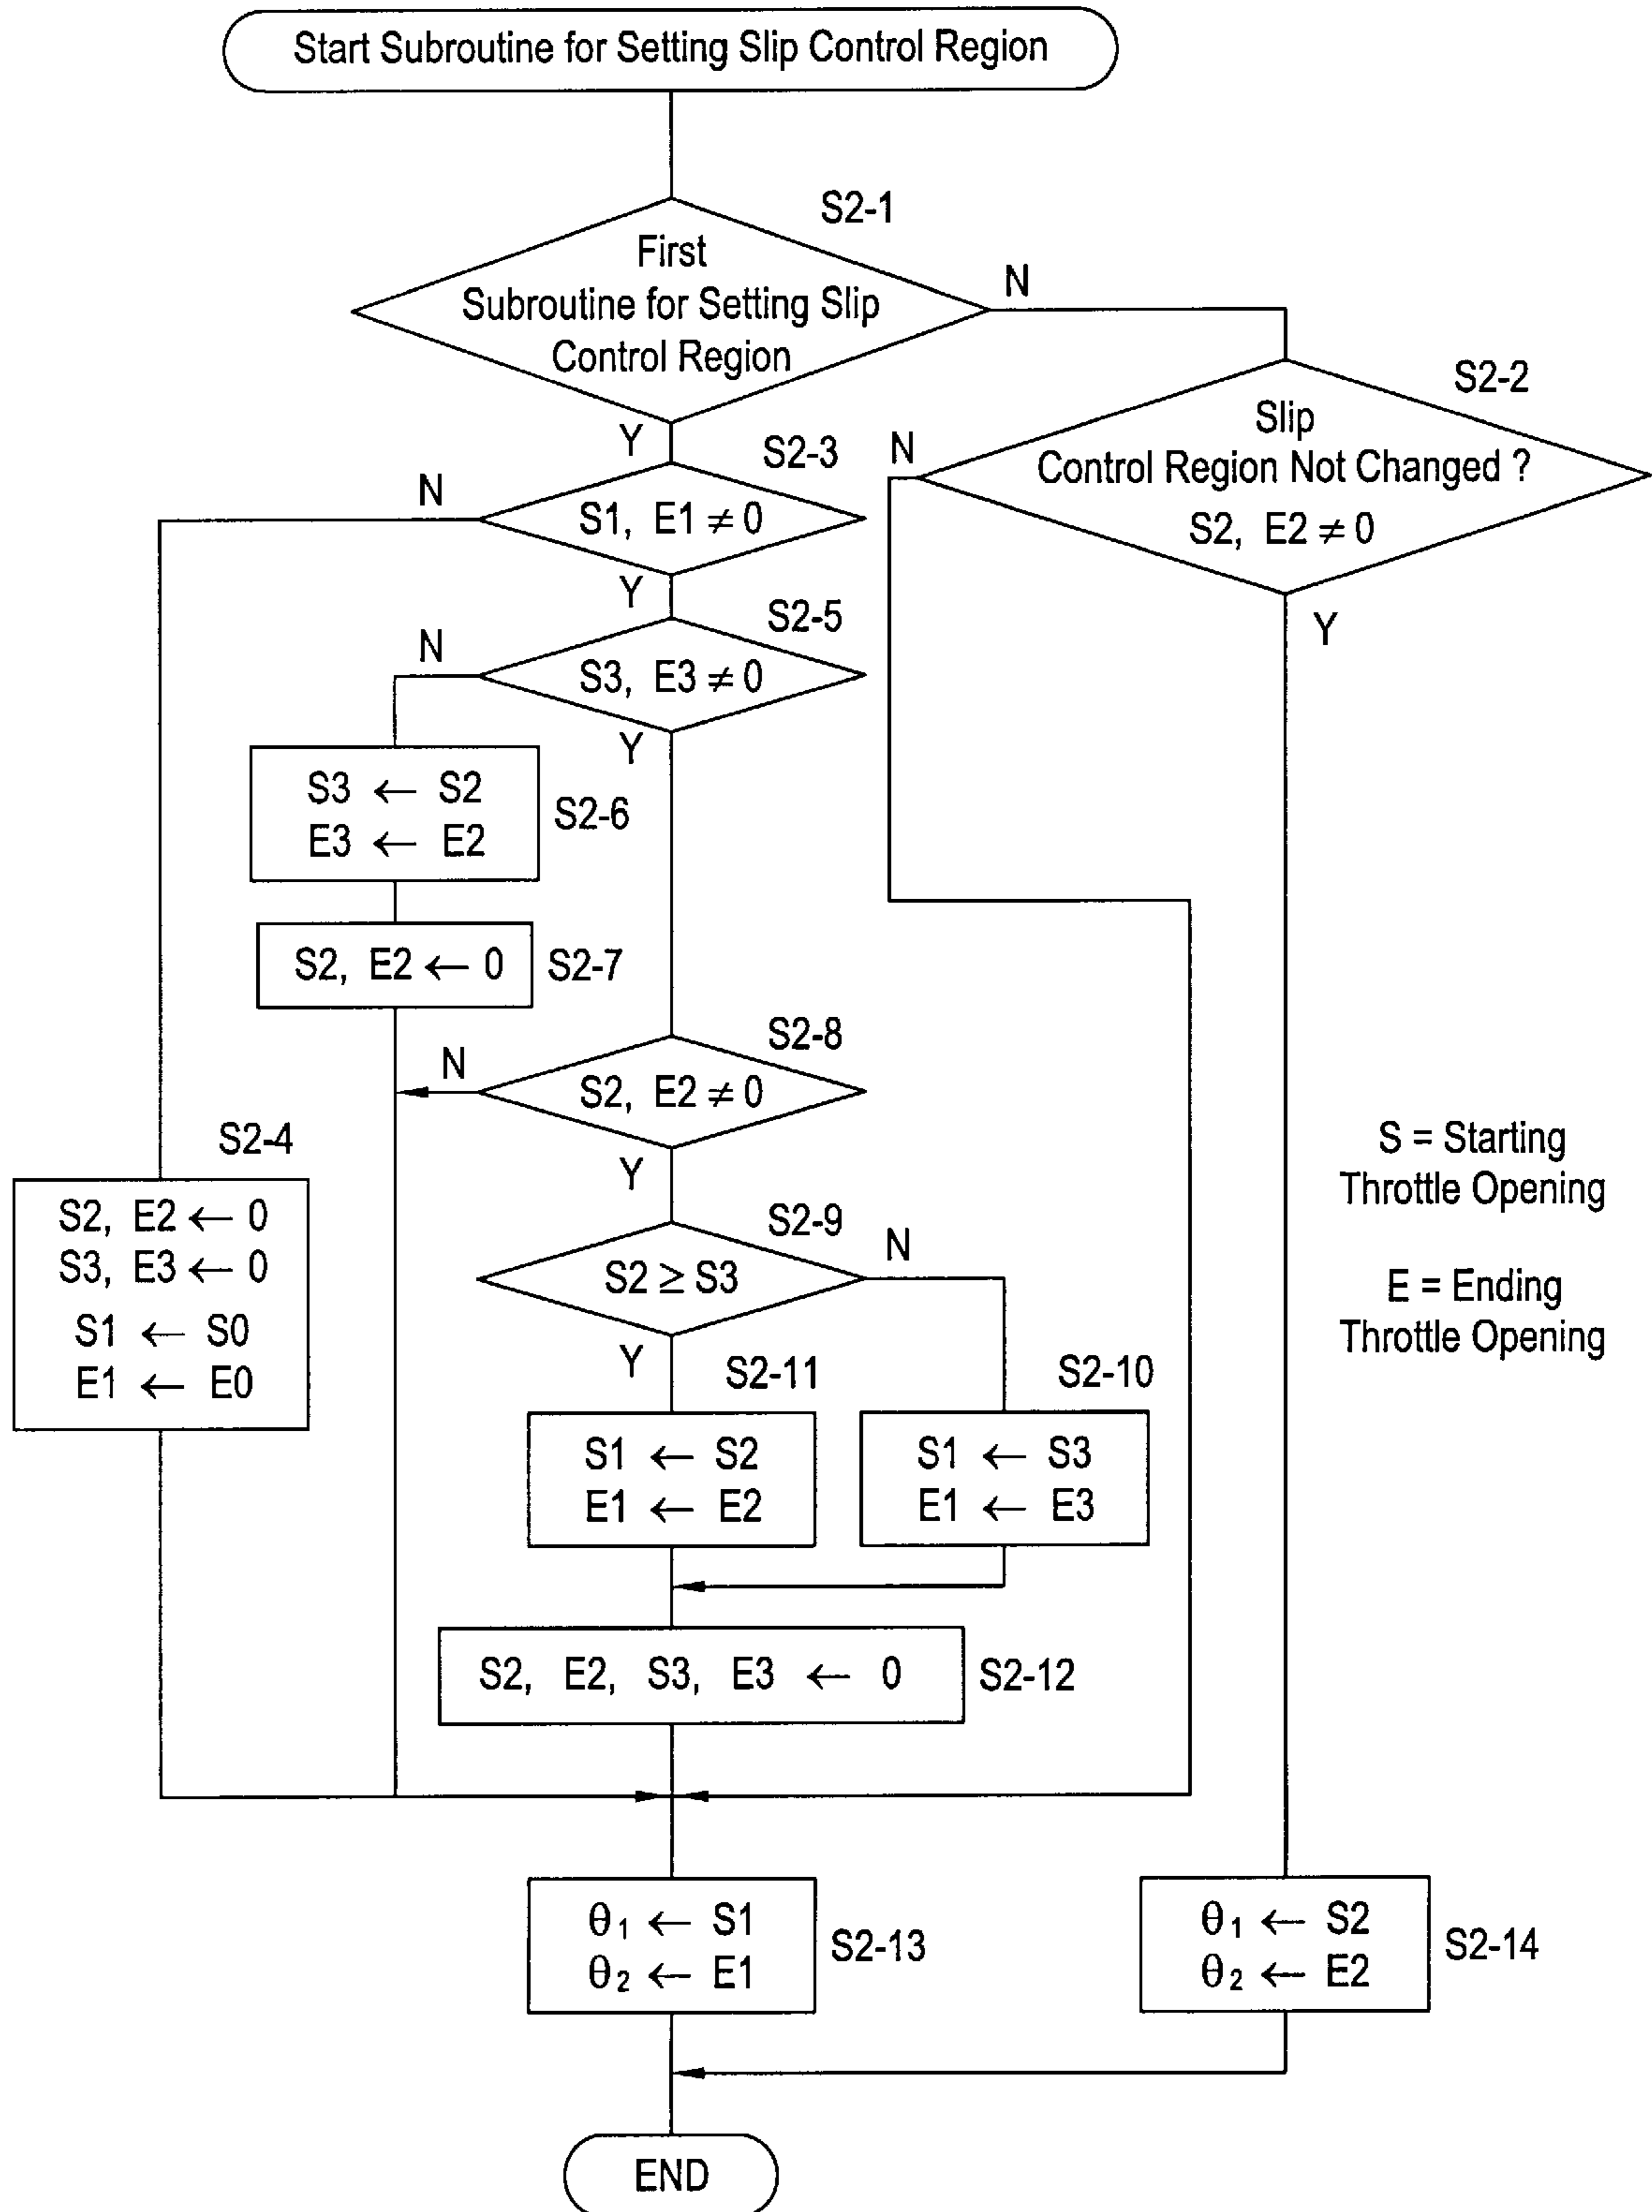 Start Subroutine for Setting Slip Control Region
S2-1
First
Subroutine for Setting Slip
Control Region
N
Y
S2-2
Slip
Control Region Not Changed ?
S2, E2 ≠ 0
N
Y
S2-3
S1, E1 ≠ 0
N
Y
S2-5
S3, E3 ≠ 0
N
Y
S3 ← S2
E3 ← E2
S2-6
S2, E2 ← 0
S2-7
S2-8
S2, E2 ≠ 0
N
Y
S2-4
S2, E2 ← 0
S3, E3 ← 0
S1 ← S0
E1 ← E0
S = Starting
Throttle Opening
E = Ending
Throttle Opening
S2-9
S2 ≥ S3
N
Y
S2-11
S1 ← S2
E1 ← E2
S2-10
S1 ← S3
E1 ← E3
S2, E2, S3, E3 ← 0
S2-12
θ1 ← S1
θ2 ← E1
S2-13
θ1 ← S2
θ2 ← E2
S2-14
END